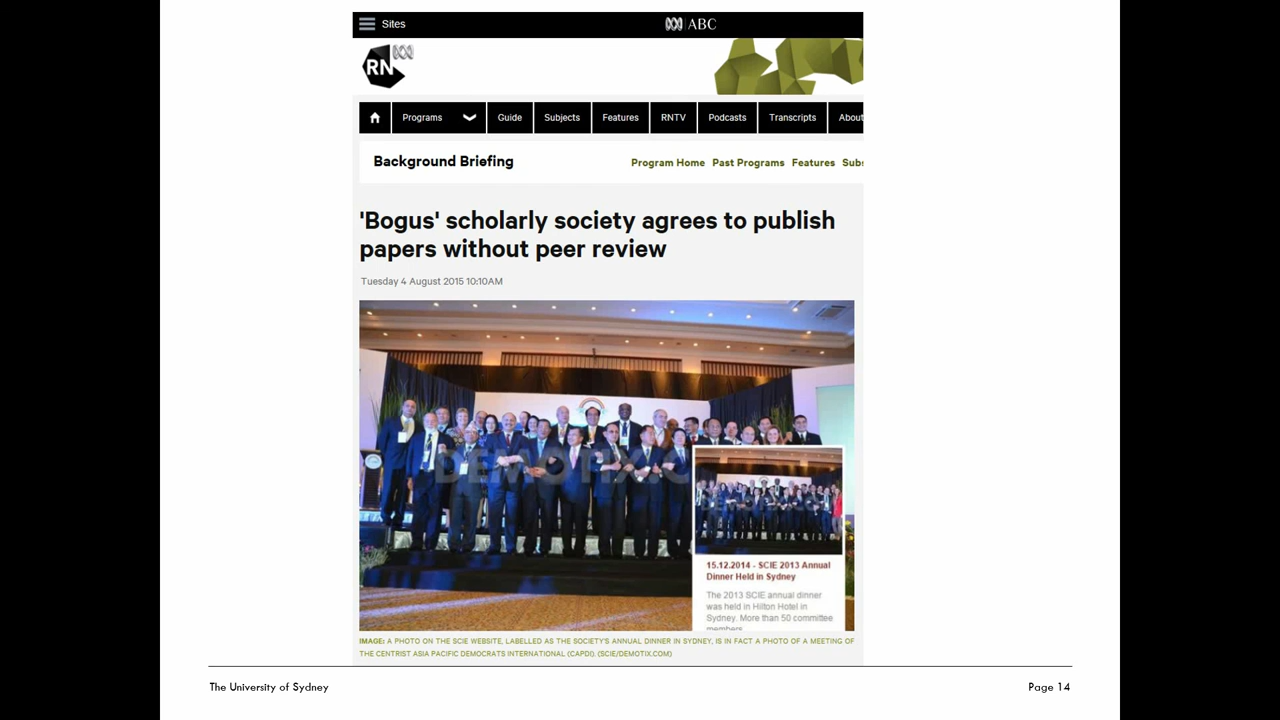 Sites
ABC
RN
Programs Guide Subjects Features RNTV Podcasts Transcripts About
Background Briefing
Program Home Past Programs Features Subs
'Bogus' scholarly society agrees to publish
papers without peer review
Tuesday 4 August 2015 10:10AM
DEMOTIX.C
15.12.2014 - SCIE 2013 Annual
Dinner Held in Sydney
The 2013 SCIE annual dinner
was held in Hilton Hotel in
Sydney. More than 50 committee
members
IMAGE: A PHOTO ON THE SCIE WEBSITE, LABELLED AS THE SOCIETY'S ANNUAL DINNER IN SYDNEY, IS IN FACT A PHOTO OF A MEETING OF
THE CENTRIST ASIA PACIFIC DEMOCRATS INTERNATIONAL (CAPDI). (SCIE/DEMOTIX.COM)
The University of Sydney
Page 14